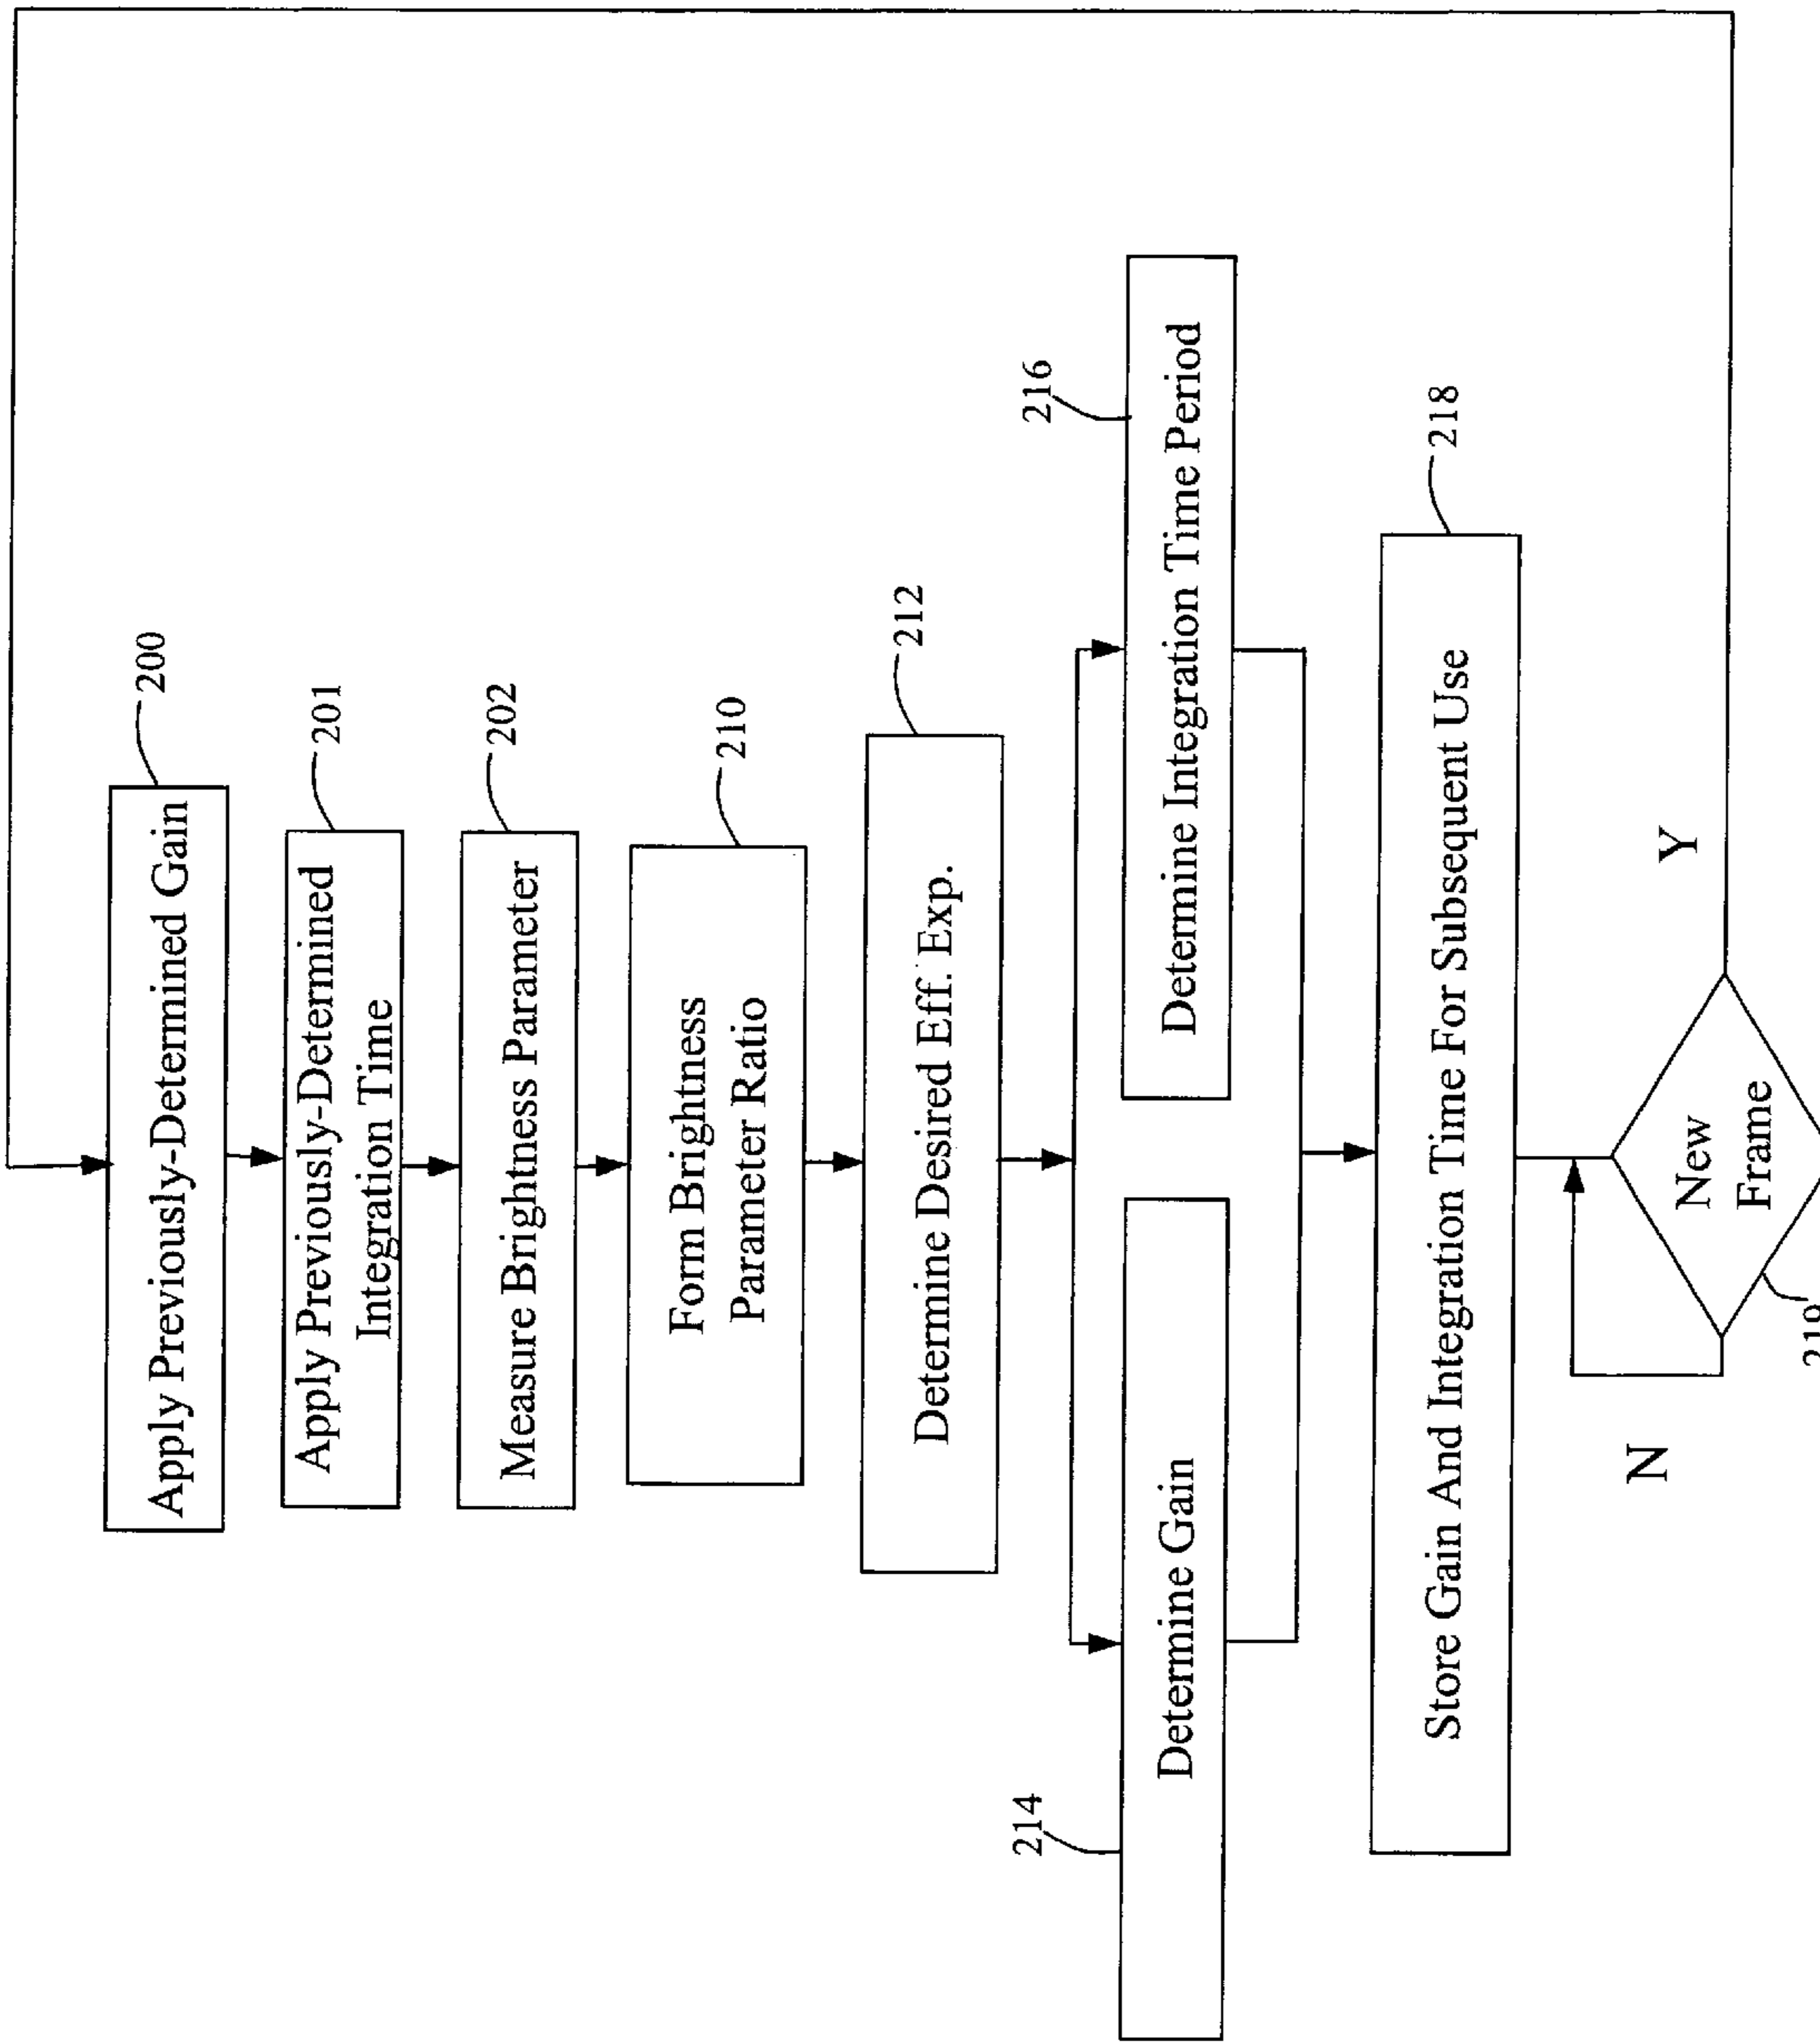 Apply Previously-Determined Gain
200
Apply Previously-Determined
Integration Time
201
Measure Brightness Parameter
202
Form Brightness
Parameter Ratio
210
Determine Desired Eff. Exp.
212
214
Determine Gain
216
Determine Integration Time Period
Store Gain And Integration Time For Subsequent Use
218
N
New
Frame
Y
219